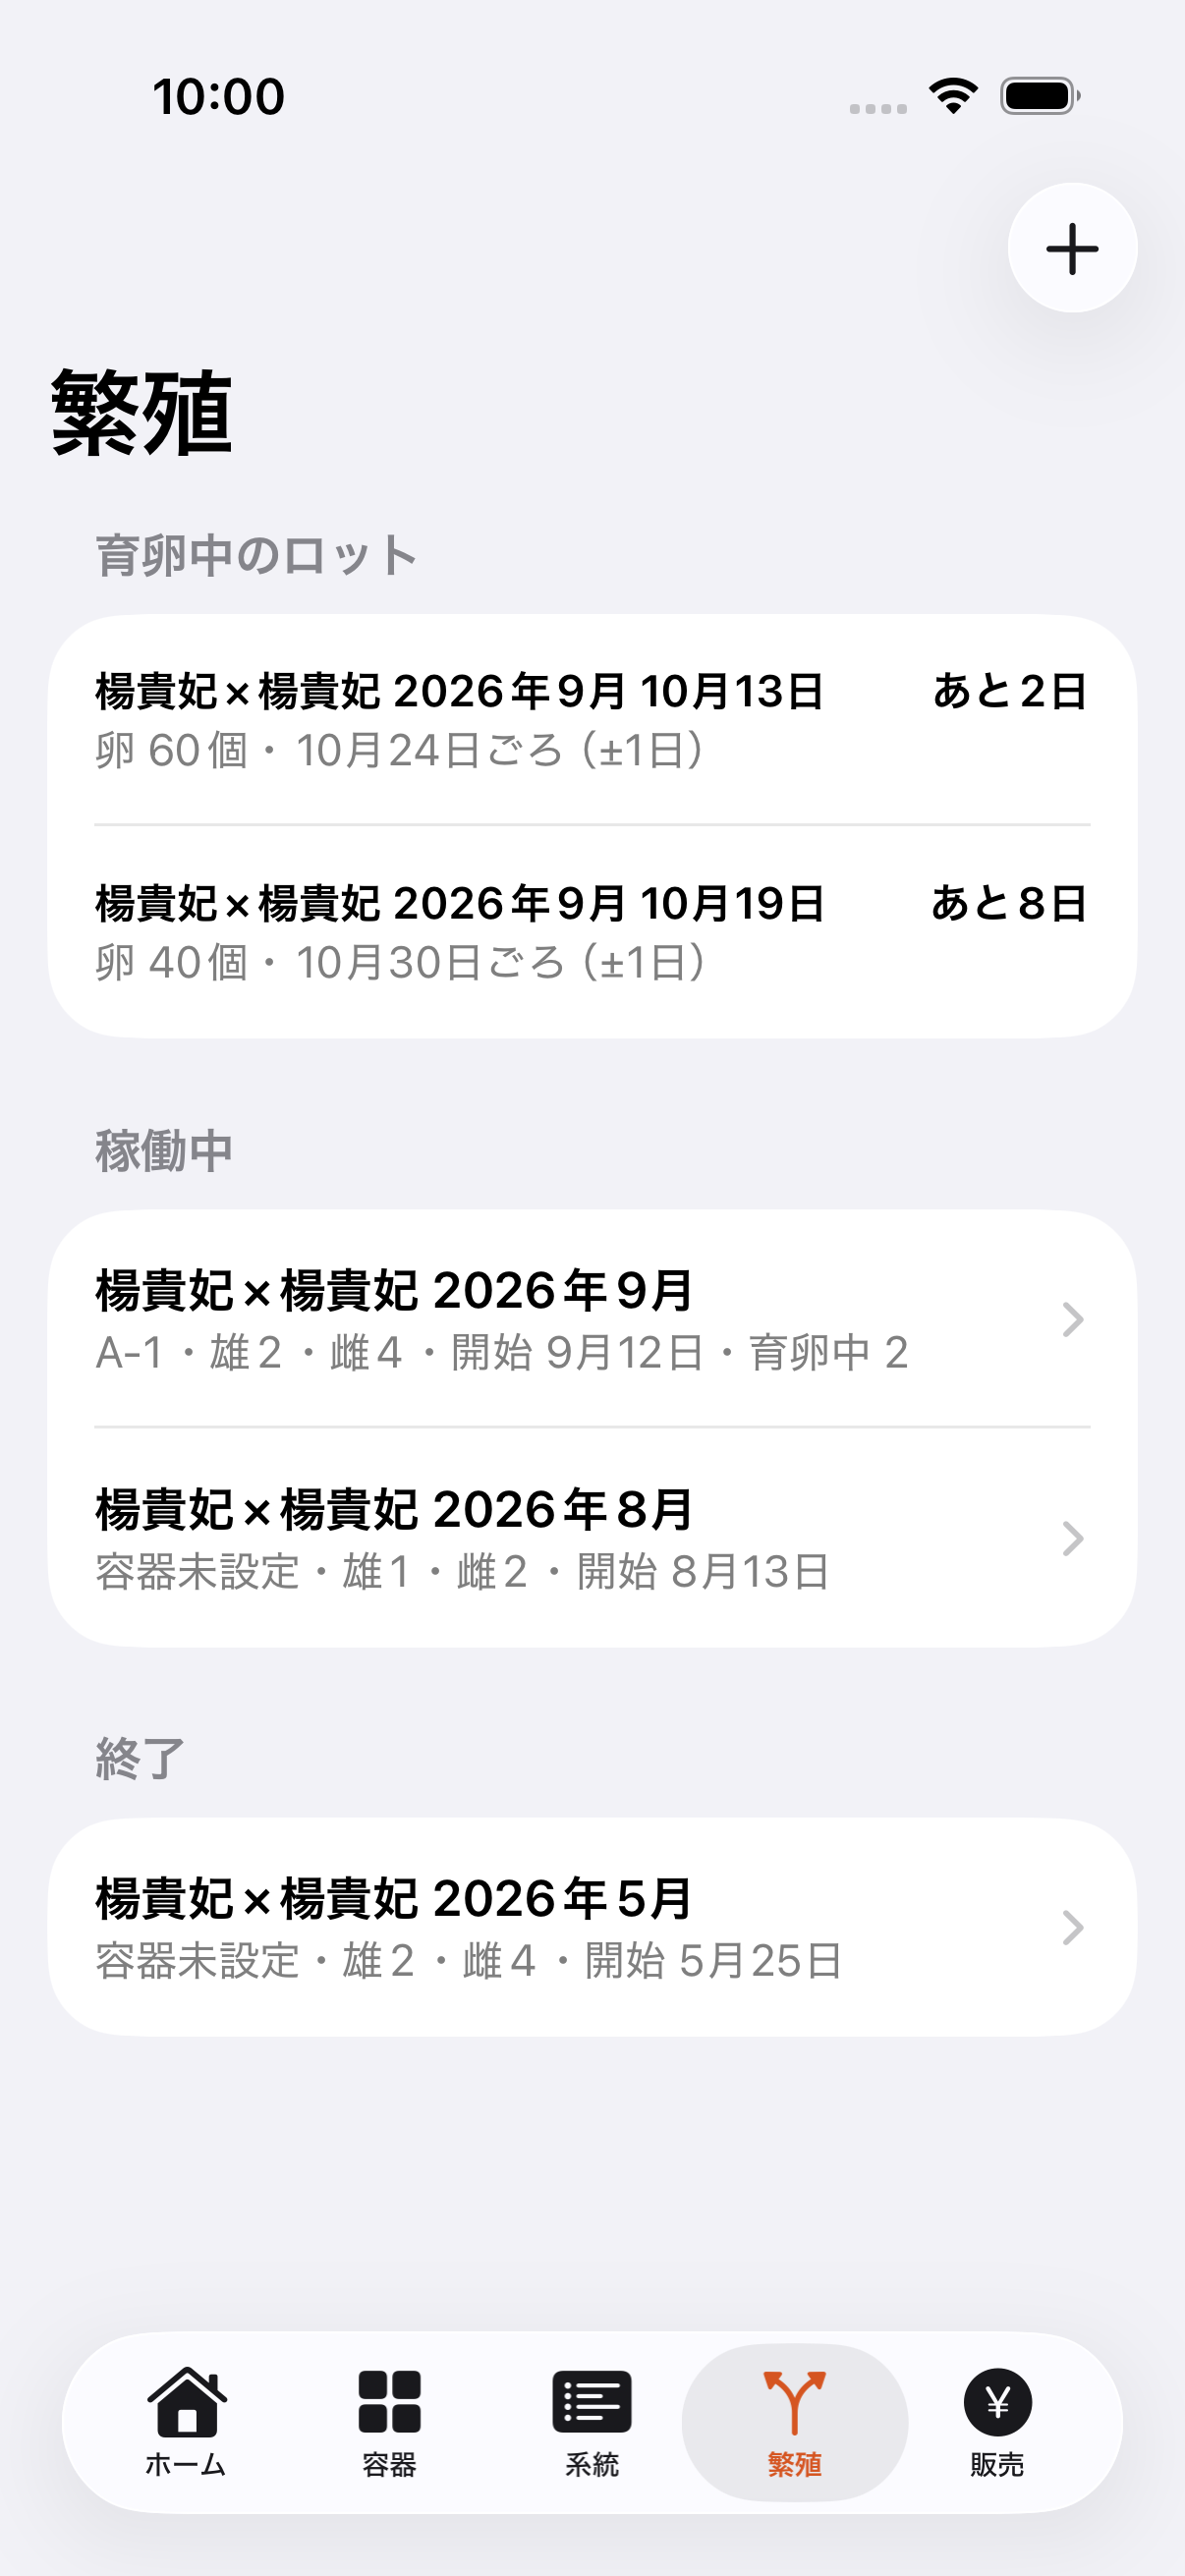 10:00
繁殖
育卵中のロット
楊貴妃×楊貴妃 2026年9月 10月13日 あと2日
卵 60個・10月24日ごろ（±1日）
楊貴妃×楊貴妃 2026年9月 10月19日 あと8日
卵 40個・10月30日ごろ（±1日）
稼働中
楊貴妃×楊貴妃 2026年9月
A-1・雄2・雌4・開始 9月12日・育卵中 2
楊貴妃×楊貴妃 2026年8月
容器未設定・雄1・雌2・開始 8月13日
終了
楊貴妃×楊貴妃 2026年5月
容器未設定・雄2・雌4・開始 5月25日
ホーム 容器 系統 繁殖 販売